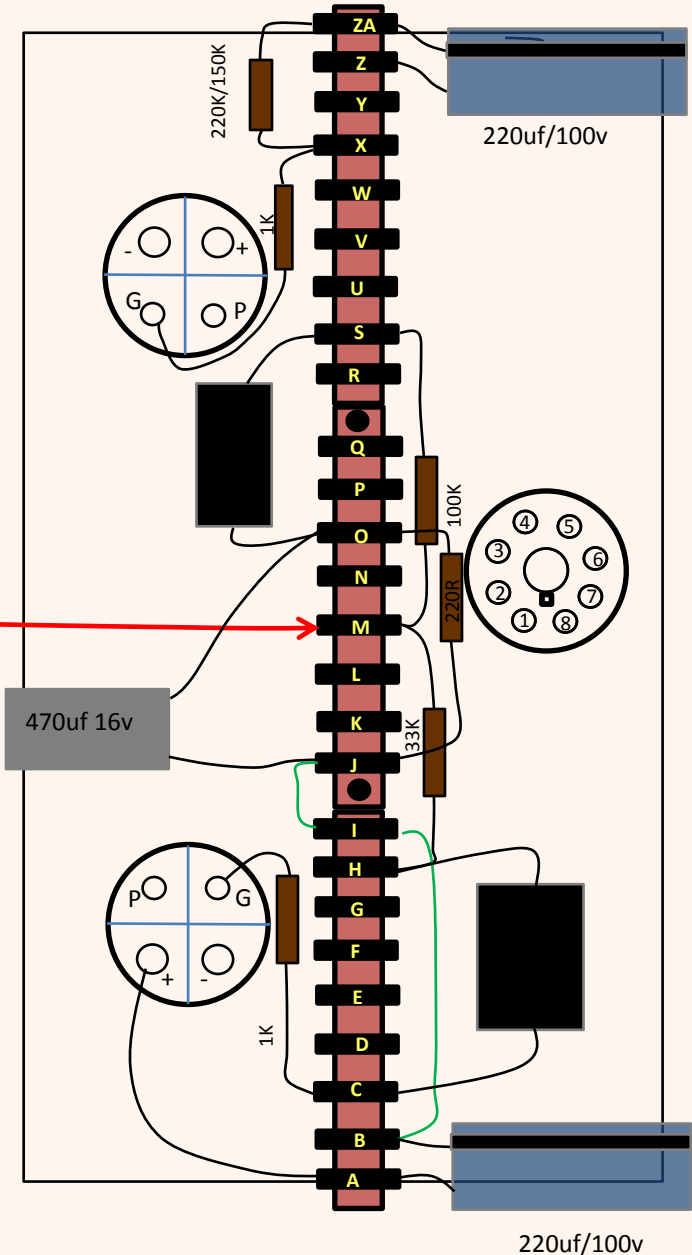 ZA
Z
220uf/100v
220K/150K
Y
X
W
1K
V
- +
U
G P
S
R
Q
P
100K
O
4 5
3 6
N
220R
2 7
1 8
M
L
470uf 16v
K
33K
J
I
H
P G
G
F
+ -
E
1K
D
C
B
A
220uf/100v